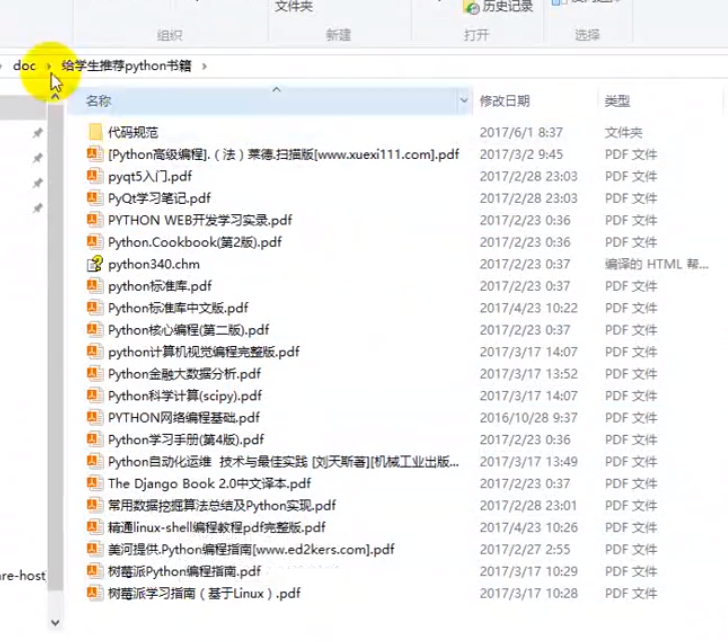 文件夹
历史记录
组织
新建
打开
选择
doc › 给学生推荐python书籍 ›
名称 修改日期 类型
代码规范 2017/6/1 8:37 文件夹
[Python高级编程].（法）莱德.扫描版[www.xuexi111.com].pdf 2017/3/2 9:45 PDF 文件
pyqt5入门.pdf 2017/2/28 23:03 PDF 文件
PyQt学习笔记.pdf 2017/2/28 23:03 PDF 文件
PYTHON WEB开发学习实录.pdf 2017/2/23 0:36 PDF 文件
Python.Cookbook(第2版).pdf 2017/2/23 0:36 PDF 文件
python340.chm 2017/2/23 0:37 编译的 HTML 帮...
python标准库.pdf 2017/2/23 0:37 PDF 文件
Python标准库中文版.pdf 2017/4/23 10:22 PDF 文件
Python核心编程(第二版).pdf 2017/2/23 0:37 PDF 文件
python计算机视觉编程完整版.pdf 2017/3/17 14:07 PDF 文件
Python金融大数据分析.pdf 2017/3/17 13:52 PDF 文件
Python科学计算(scipy).pdf 2017/3/17 14:07 PDF 文件
PYTHON网络编程基础.pdf 2016/10/28 9:37 PDF 文件
Python学习手册(第4版).pdf 2017/2/23 0:36 PDF 文件
Python自动化运维 技术与最佳实践 [刘天斯著][机械工业出版... 2017/3/17 13:49 PDF 文件
The Django Book 2.0中文译本.pdf 2017/2/23 0:37 PDF 文件
常用数据挖掘算法总结及Python实现.pdf 2017/2/28 23:01 PDF 文件
精通linux-shell编程教程pdf完整版.pdf 2017/4/23 10:26 PDF 文件
美河提供.Python编程指南[www.ed2kers.com].pdf 2017/2/27 2:55 PDF 文件
树莓派Python编程指南.pdf 2017/3/17 10:29 PDF 文件
re-host
树莓派学习指南（基于Linux）.pdf 2017/3/17 10:28 PDF 文件